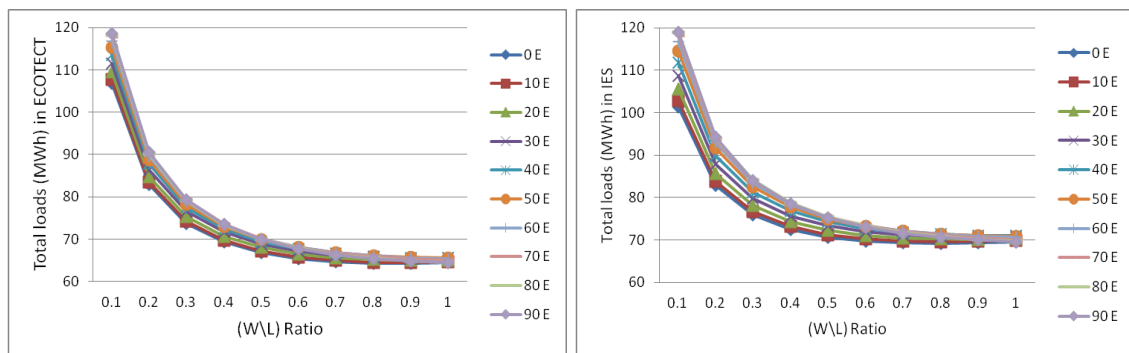 Total loads (MWh) in ECOTECT
120
110
100
90
80
70
60
0.1 0.2 0.3 0.4 0.5 0.6 0.7 0.8 0.9 1
(W\L) Ratio
0 E
10 E
20 E
30 E
40 E
50 E
60 E
70 E
80 E
90 E
Total loads (MWh) in IES
120
110
100
90
80
70
60
0.1 0.2 0.3 0.4 0.5 0.6 0.7 0.8 0.9 1
(W\L) Ratio
0 E
10 E
20 E
30 E
40 E
50 E
60 E
70 E
80 E
90 E